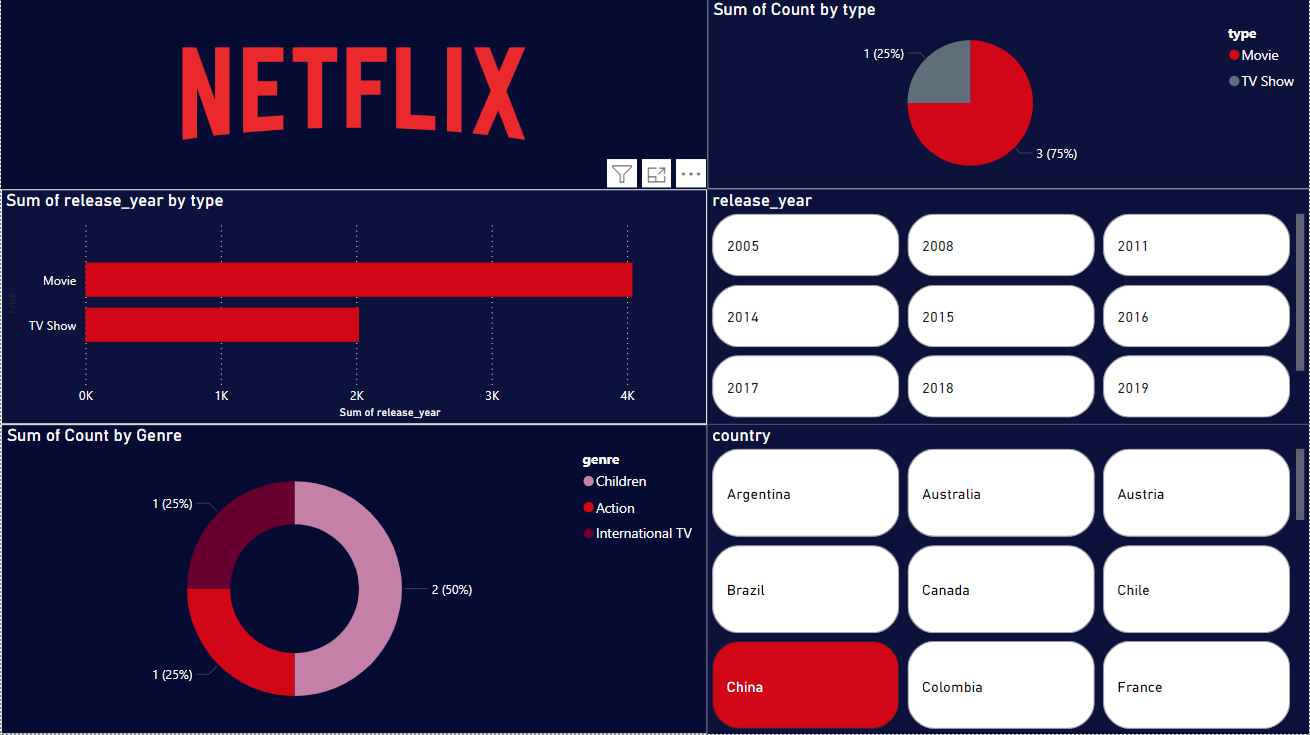 NETFLIX
Sum of Count by type
type
Movie
TV Show
1 (25%)
3 (75%)
Sum of release_year by type
type
Movie
TV Show
0K 1K 2K 3K 4K
Sum of release_year
release_year
2005 2008 2011
2014 2015 2016
2017 2018 2019
Sum of Count by Genre
genre
Children
Action
International TV
1 (25%)
2 (50%)
1 (25%)
country
Argentina Australia Austria
Brazil Canada Chile
China Colombia France